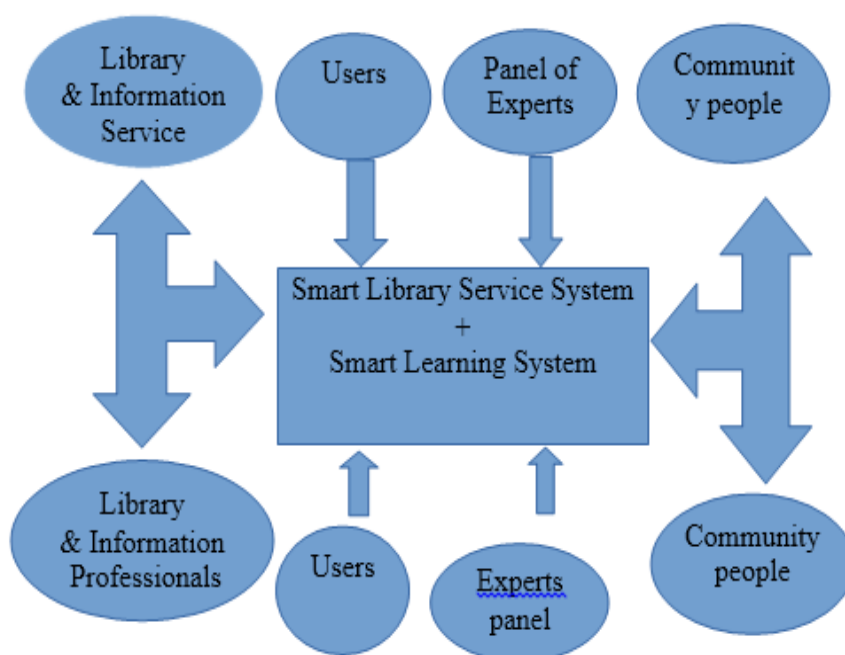 Library
& Information
Service
Users
Panel of
Experts
Communit
y people
Smart Library Service System
+
Smart Learning System
Library
& Information
Professionals
Users
Experts
panel
Community
people